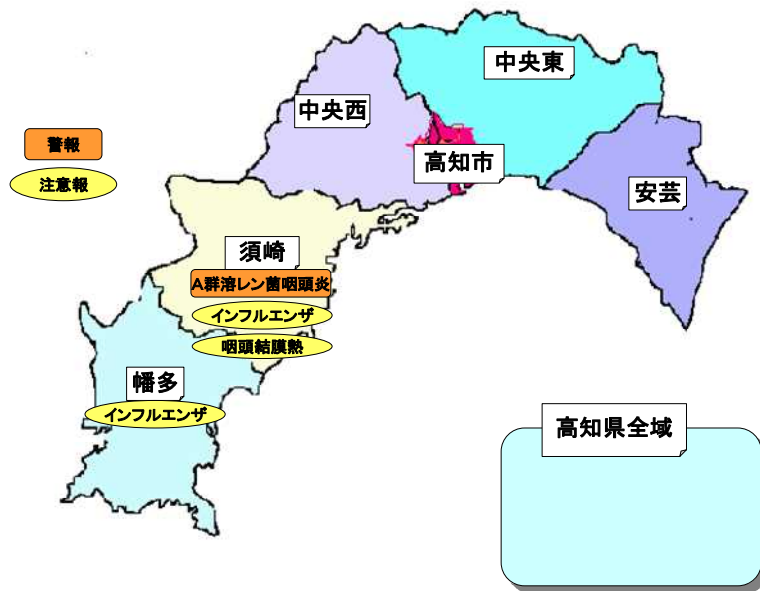 中央東
中央西
警報
高知市
注意報
安芸
須崎
A群溶レン菌咽頭炎
インフルエンザ
咽頭結膜熱
幡多
インフルエンザ
高知県全域